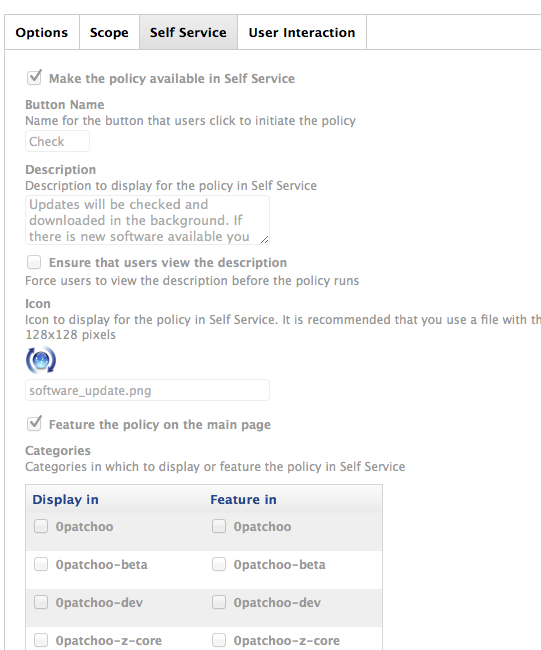 Options Scope Self Service User Interaction
Make the policy available in Self Service
Button Name
Name for the button that users click to initiate the policy
Check
Description
Description to display for the policy in Self Service
Updates will be checked and
downloaded in the background. If
there is new software available you
Ensure that users view the description
Force users to view the description before the policy runs
Icon
Icon to display for the policy in Self Service. It is recommended that you use a file with th
128x128 pixels
software_update.png
Feature the policy on the main page
Categories
Categories in which to display or feature the policy in Self Service
Display in Feature in
0patchoo 0patchoo
0patchoo-beta 0patchoo-beta
0patchoo-dev 0patchoo-dev
0patchoo-z-core 0patchoo-z-core